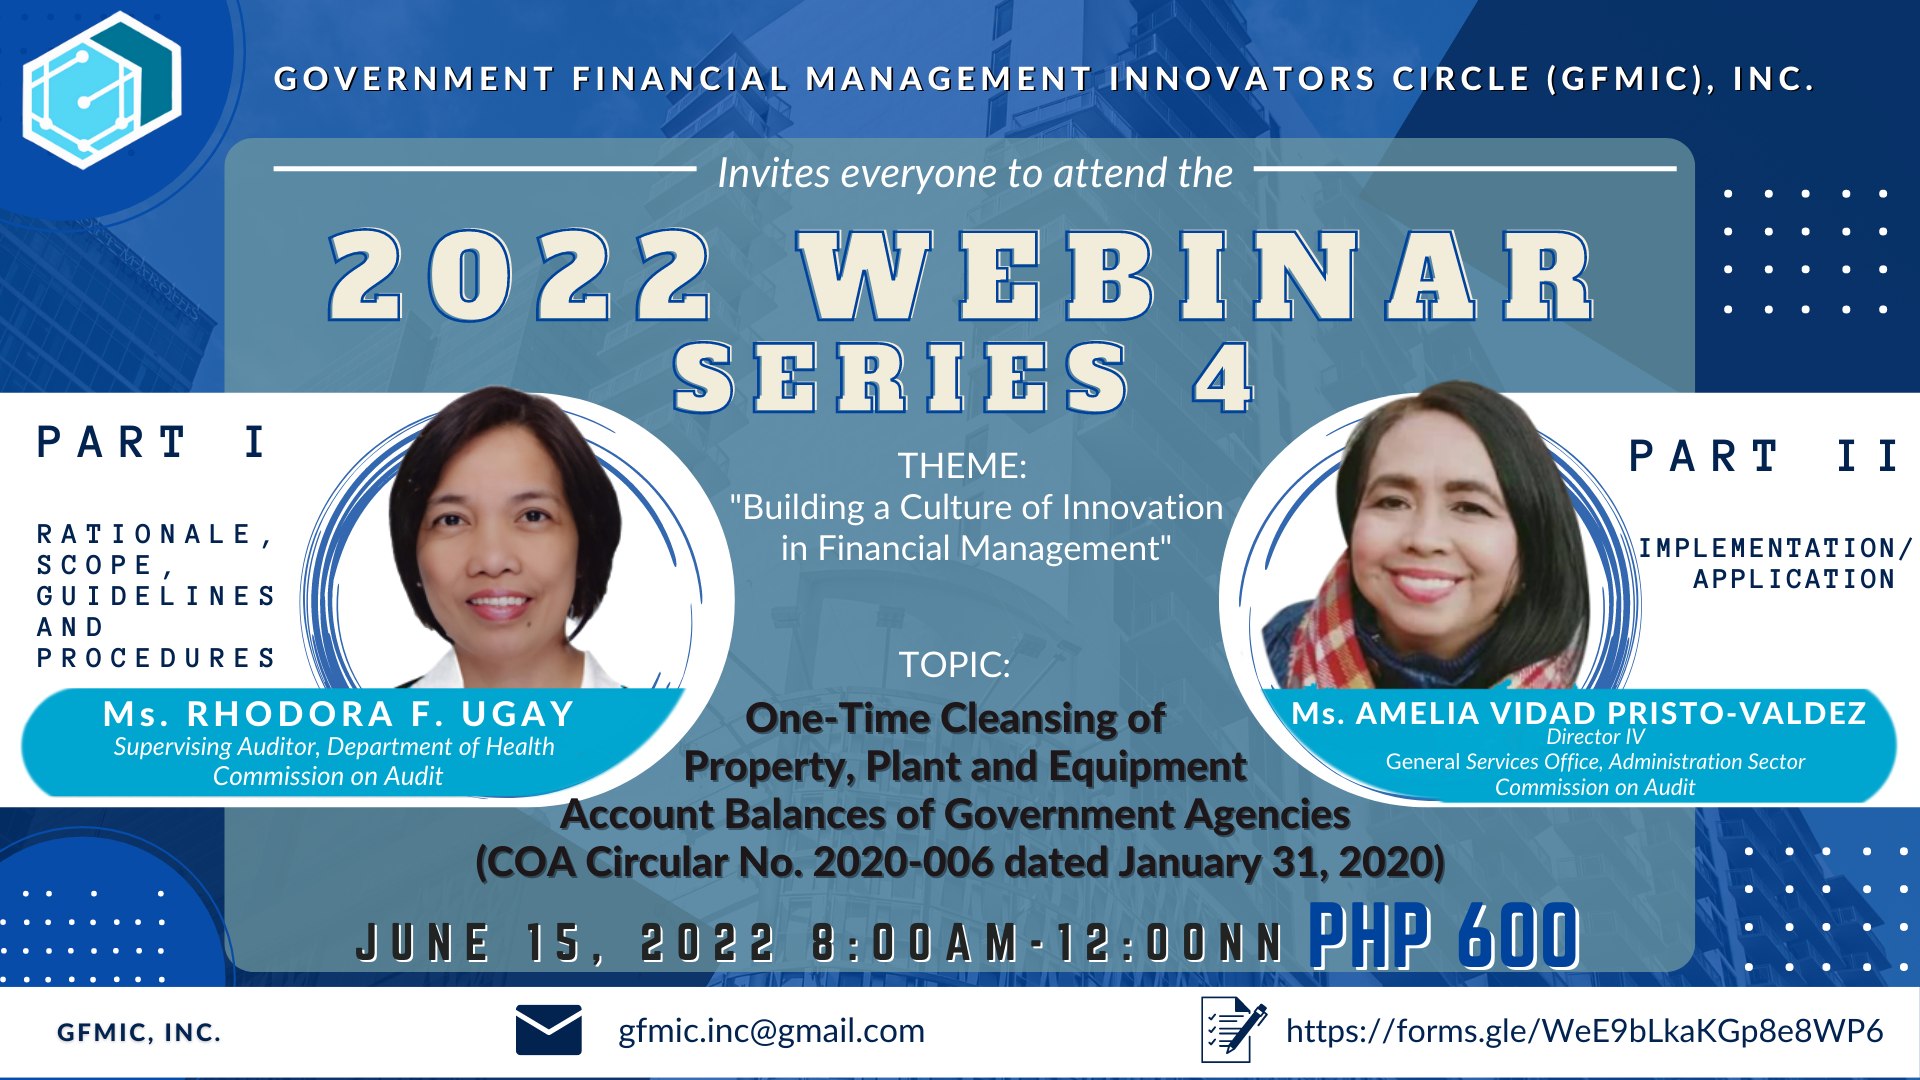 GOVERNMENT FINANCIAL MANAGEMENT INNOVATORS CIRCLE (GFMIC), INC.
Invites everyone to attend the
2022 WEBINAR
SERIES 4
THEME:
"Building a Culture of Innovation
in Financial Management"
PART I
RATIONALE,
SCOPE,
GUIDELINES
AND
PROCEDURES
Ms. RHODORA F. UGAY
Supervising Auditor, Department of Health
Commission on Audit
PART II
IMPLEMENTATION/
APPLICATION
Ms. AMELIA VIDAD PRISTO-VALDEZ
Director IV
General Services Office, Administration Sector
Commission on Audit
TOPIC:
One-Time Cleansing of
Property, Plant and Equipment
Account Balances of Government Agencies
(COA Circular No. 2020-006 dated January 31, 2020)
JUNE 15, 2022 8:00AM-12:00NN PHP 600
GFMIC, INC.
gfmic.inc@gmail.com
https://forms.gle/WeE9bLkaKGp8e8WP6